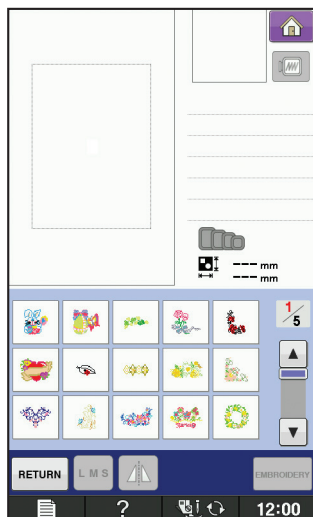 --- mm
--- mm
1/5
RETURN
L M S
EMBROIDERY
?
12:00